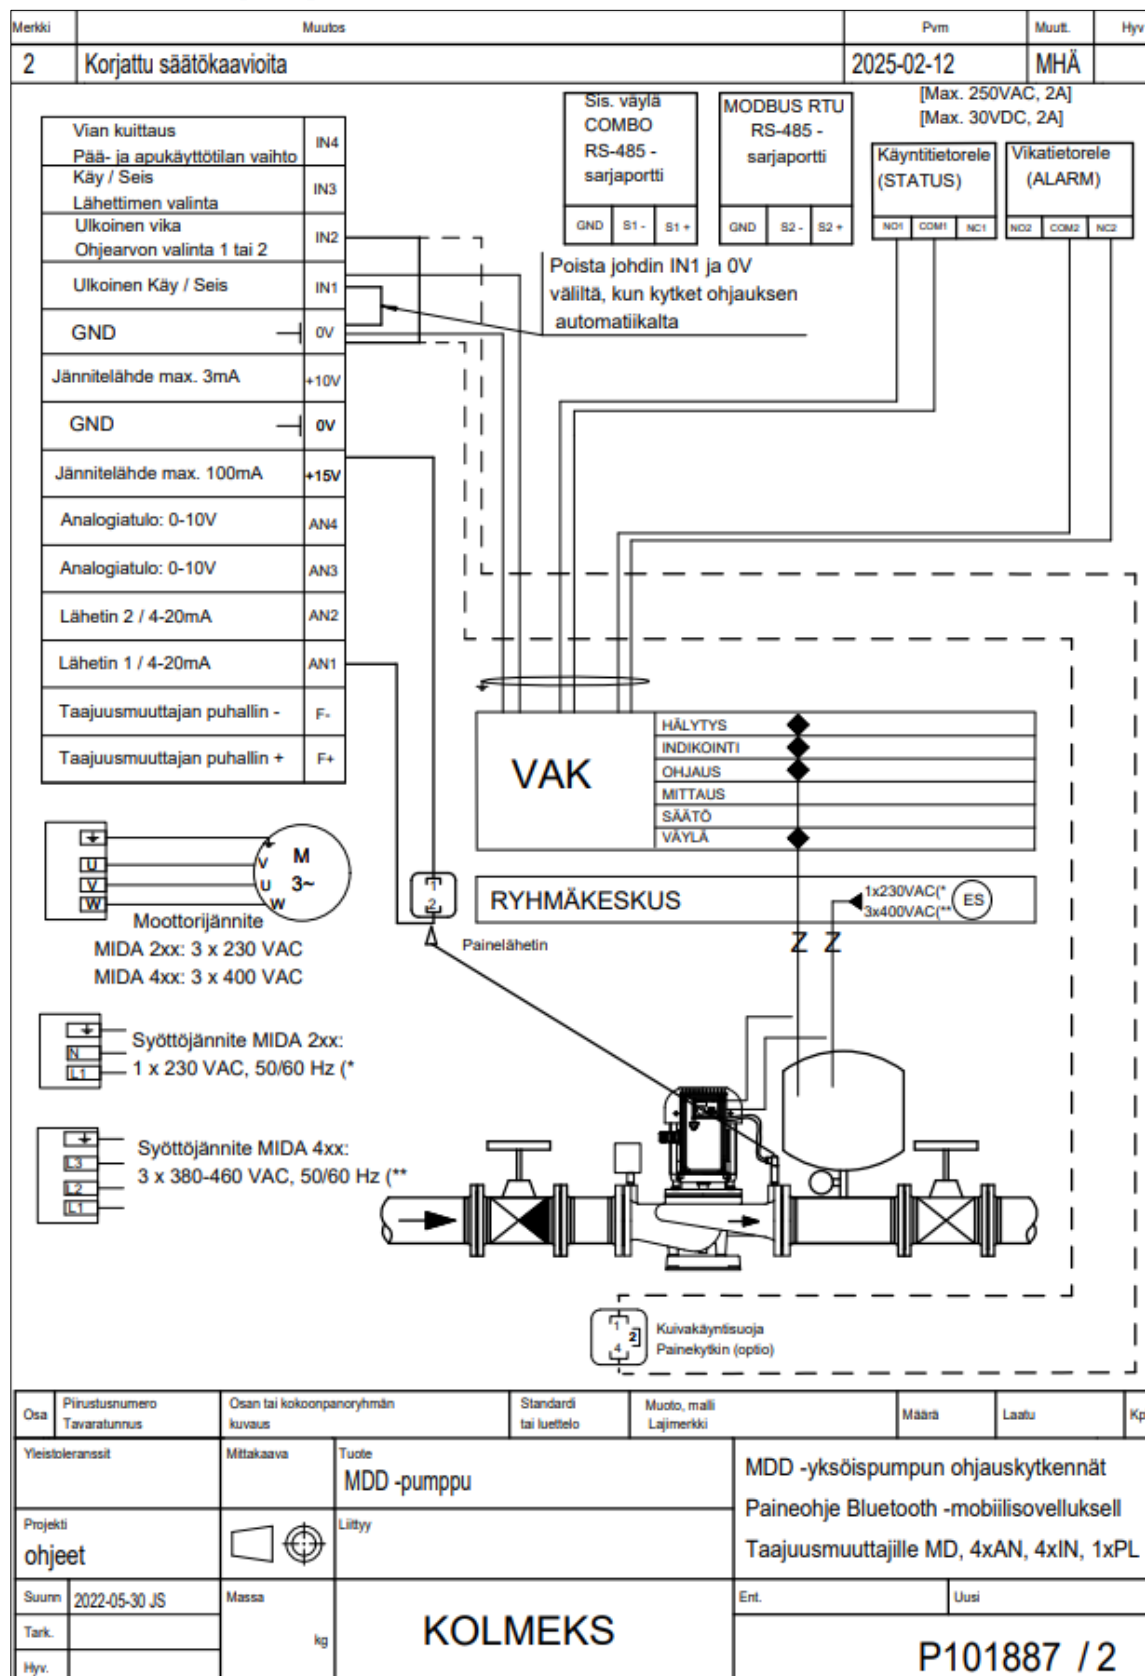 Merkki Muutos Pvm Muutt. Hyv
2 Korjattu säätökaavioita 2025-02-12 MHÄ
Vian kuittaus
Pää- ja apukäyttötilan vaihto
IN4
Käy / Seis
Lähettimen valinta
IN3
Ulkoinen vika
Ohjearvon valinta 1 tai 2
IN2
Ulkoinen Käy / Seis IN1
GND 0V
Jännitelähde max. 3mA +10V
GND 0V
Jännitelähde max. 100mA +15V
Analogiatulo: 0-10V AN4
Analogiatulo: 0-10V AN3
Lähetin 2 / 4-20mA AN2
Lähetin 1 / 4-20mA AN1
Taajuusmuuttajan puhallin - F-
Taajuusmuuttajan puhallin + F+
Sis. väylä
COMBO
RS-485 -
sarjaportti
GND S1 - S1 +
MODBUS RTU
RS-485 -
sarjaportti
GND S2 - S2 +
[Max. 250VAC, 2A]
[Max. 30VDC, 2A]
Käyntitietorele
(STATUS)
NO1 COM1 NC1
Vikatietorele
(ALARM)
NO2 COM2 NC2
Poista johdin IN1 ja 0V
väliltä, kun kytket ohjauksen
automatiikalta
VAK
HÄLYTYS
INDIKOINTI
OHJAUS
MITTAUS
SÄÄTÖ
VÄYLÄ
RYHMÄKESKUS
1x230VAC(*
3x400VAC(**
ES
Z Z
U
V
W
V
U
W
M
3~
Moottorijännite
MIDA 2xx: 3 x 230 VAC
MIDA 4xx: 3 x 400 VAC
1
2
Painelähetin
N
L1
Syöttöjännite MIDA 2xx:
1 x 230 VAC, 50/60 Hz (*
L3
L2
L1
Syöttöjännite MIDA 4xx:
3 x 380-460 VAC, 50/60 Hz (**
1
2
4
Kuivakäyntisuoja
Painekytkin (optio)
Osa
Piirustusnumero
Tavaratunnus
Osan tai kokoonpanoryhmän
kuvaus
Standardi
tai luettelo
Muoto, malli
Lajimerkki
Määrä
Laatu
Kp
Yleistoleranssit
Mittakaava
Tuote
MDD -pumppu
MDD -yksöispumpun ohjauskytkennät
Paineohje Bluetooth -mobiilisovelluksell
Taajuusmuuttajille MD, 4xAN, 4xIN, 1xPL
Projekti
ohjeet
Liittyy
Suunn 2022-05-30 JS
Tark.
Hyv.
Massa
kg
KOLMEKS
Ent.
Uusi
P101887 / 2